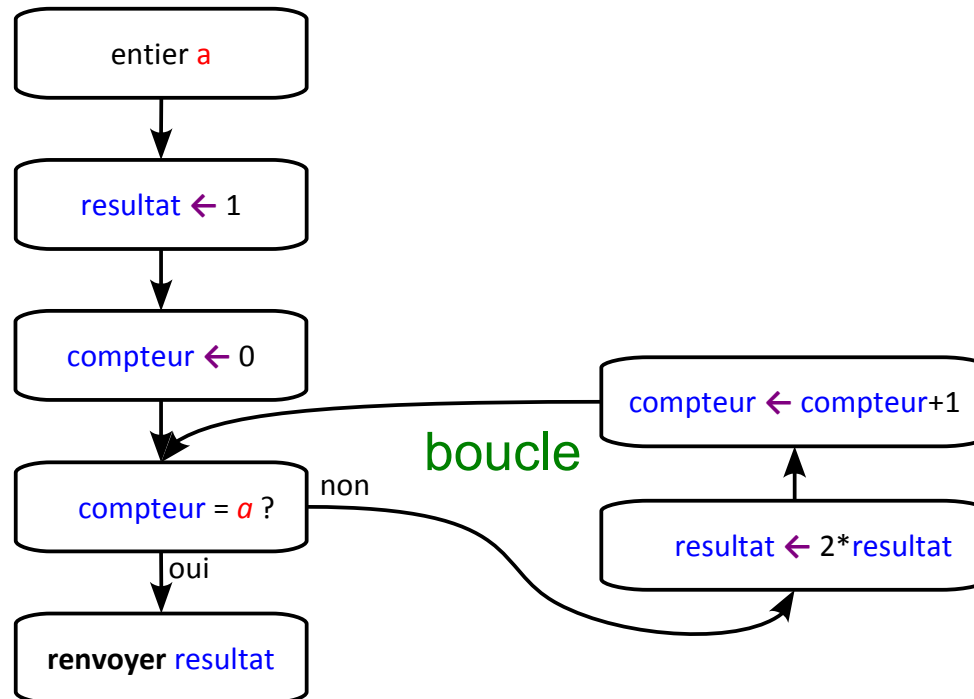 entier a
resultat ← 1
compteur ← 0
compteur = a ?
non
oui
renvoyer resultat
boucle
compteur ← compteur+1
resultat ← 2*resultat